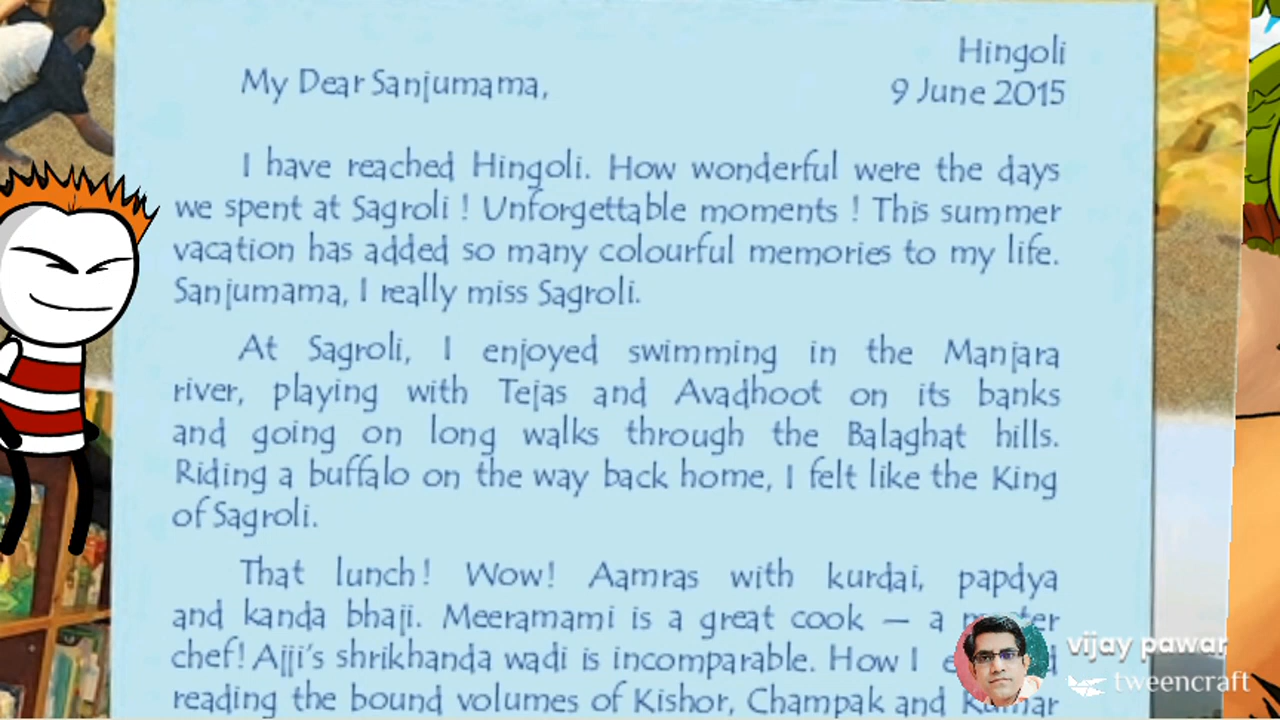 Hingoli
My Dear Sanjumama,
9 June 2015
I have reached Hingoli. How wonderful were the days
we spent at Sagroli ! Unforgettable moments ! This summer
vacation has added so many colourful memories to my life.
Sanjumama, I really miss Sagroli.
At Sagroli, I enjoyed swimming in the Manjara
river, playing with Tejas and Avadhoot on its banks
and going on long walks through the Balaghat hills.
Riding a buffalo on the way back home, I felt like the King
of Sagroli.
That lunch! Wow! Aamras with kurdai, papdya
and kanda bhaji. Meeramami is a great cook — a
chef! Ajji's shrikhanda wadi is incomparable. How I
reading the bound volumes of Kishor, Champak and
vijay pawar
tweencraft